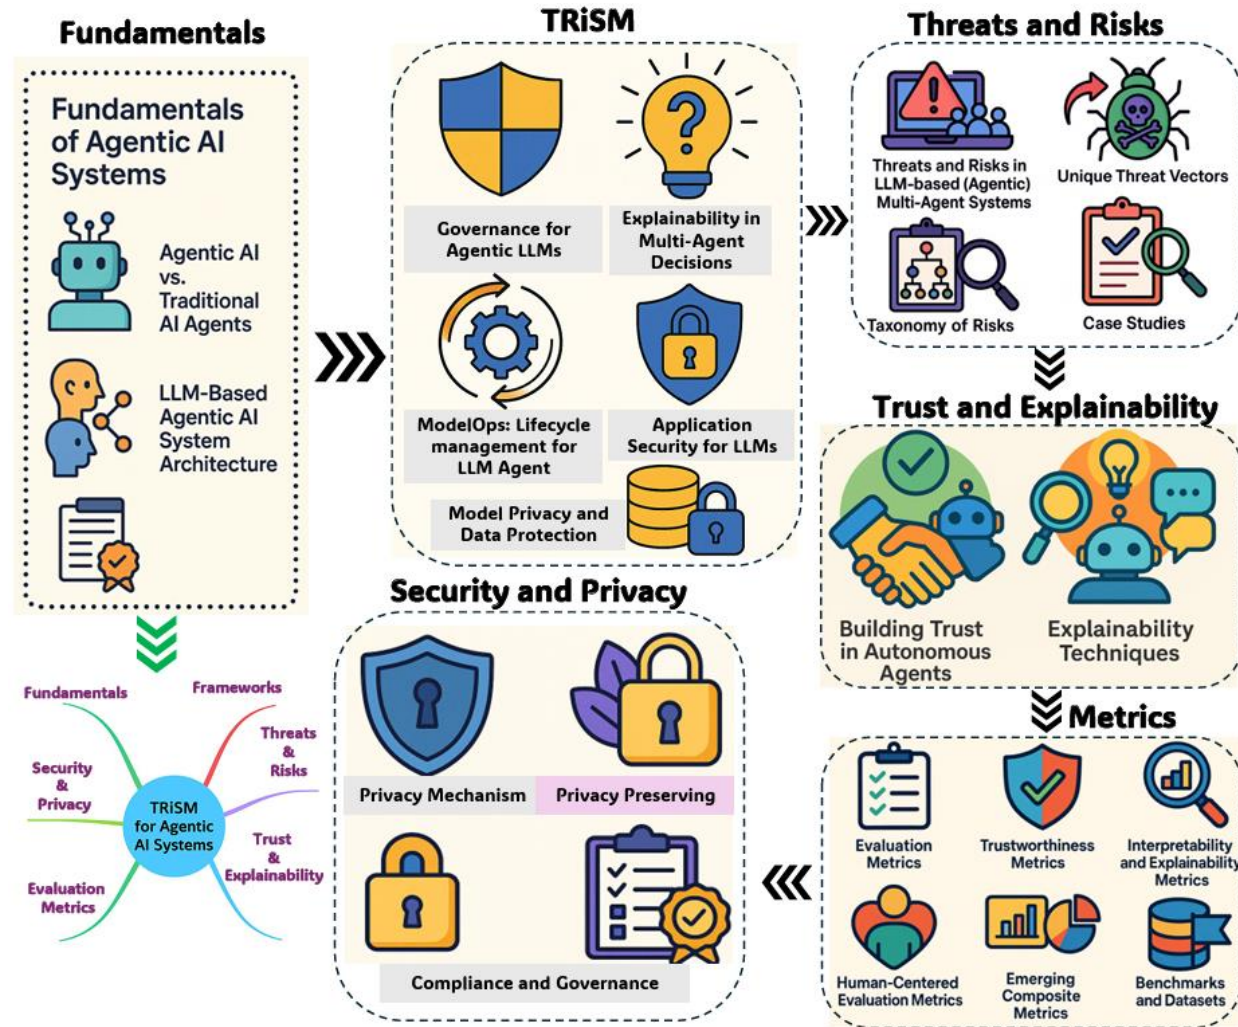 Fundamentals
Fundamentals
of Agentic AI
Systems
Agentic AI
vs.
Traditional
AI Agents
LLM-Based
Agentic AI
System
Architecture
TRiSM
Governance for
Agentic LLMs
Explainability in
Multi-Agent
Decisions
ModelOps: Lifecycle
management for
LLM Agent
Application
Security for LLMs
Model Privacy and
Data Protection
Threats and Risks
Threats and Risks in
LLM-based (Agentic)
Multi-Agent Systems
Unique Threat Vectors
Taxonomy of Risks
Case Studies
Trust and Explainability
Building Trust
in Autonomous
Agents
Explainability
Techniques
Metrics
Evaluation
Metrics
Trustworthiness
Metrics
Interpretability
and Explainability
Metrics
Human-Centered
Evaluation Metrics
Emerging
Composite
Metrics
Benchmarks
and Datasets
Security and Privacy
Privacy Mechanism
Privacy Preserving
Compliance and Governance
Fundamentals
Frameworks
Threats
&
Risks
Security
&
Privacy
TRiSM
for Agentic
AI Systems
Trust
&
Explainability
Evaluation
Metrics